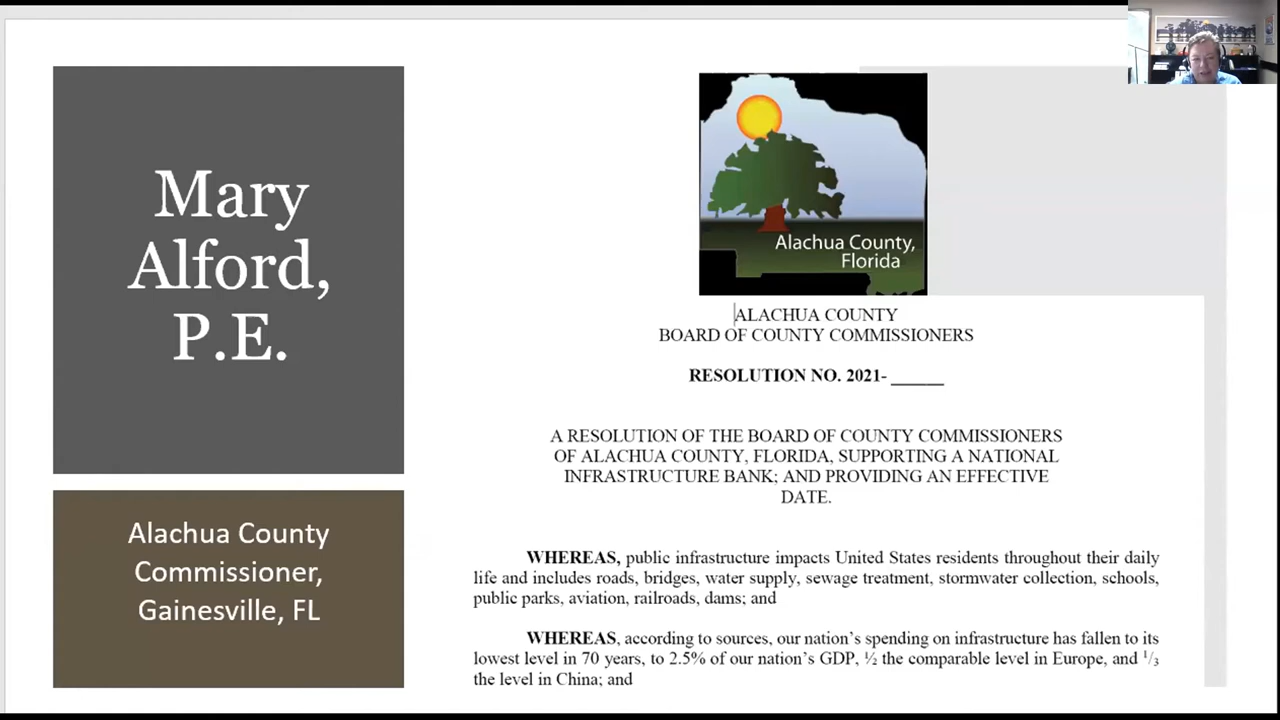 Mary
Alford,
P.E.
Alachua County
Commissioner,
Gainesville, FL
Alachua County,
Florida
ALACHUA COUNTY
BOARD OF COUNTY COMMISSIONERS
RESOLUTION NO. 2021- ______
A RESOLUTION OF THE BOARD OF COUNTY COMMISSIONERS
OF ALACHUA COUNTY, FLORIDA, SUPPORTING A NATIONAL
INFRASTRUCTURE BANK; AND PROVIDING AN EFFECTIVE
DATE.
WHEREAS, public infrastructure impacts United States residents throughout their daily
life and includes roads, bridges, water supply, sewage treatment, stormwater collection, schools,
public parks, aviation, railroads, dams; and
WHEREAS, according to sources, our nation’s spending on infrastructure has fallen to its
lowest level in 70 years, to 2.5% of our nation’s GDP, ½ the comparable level in Europe, and 1/3
the level in China; and